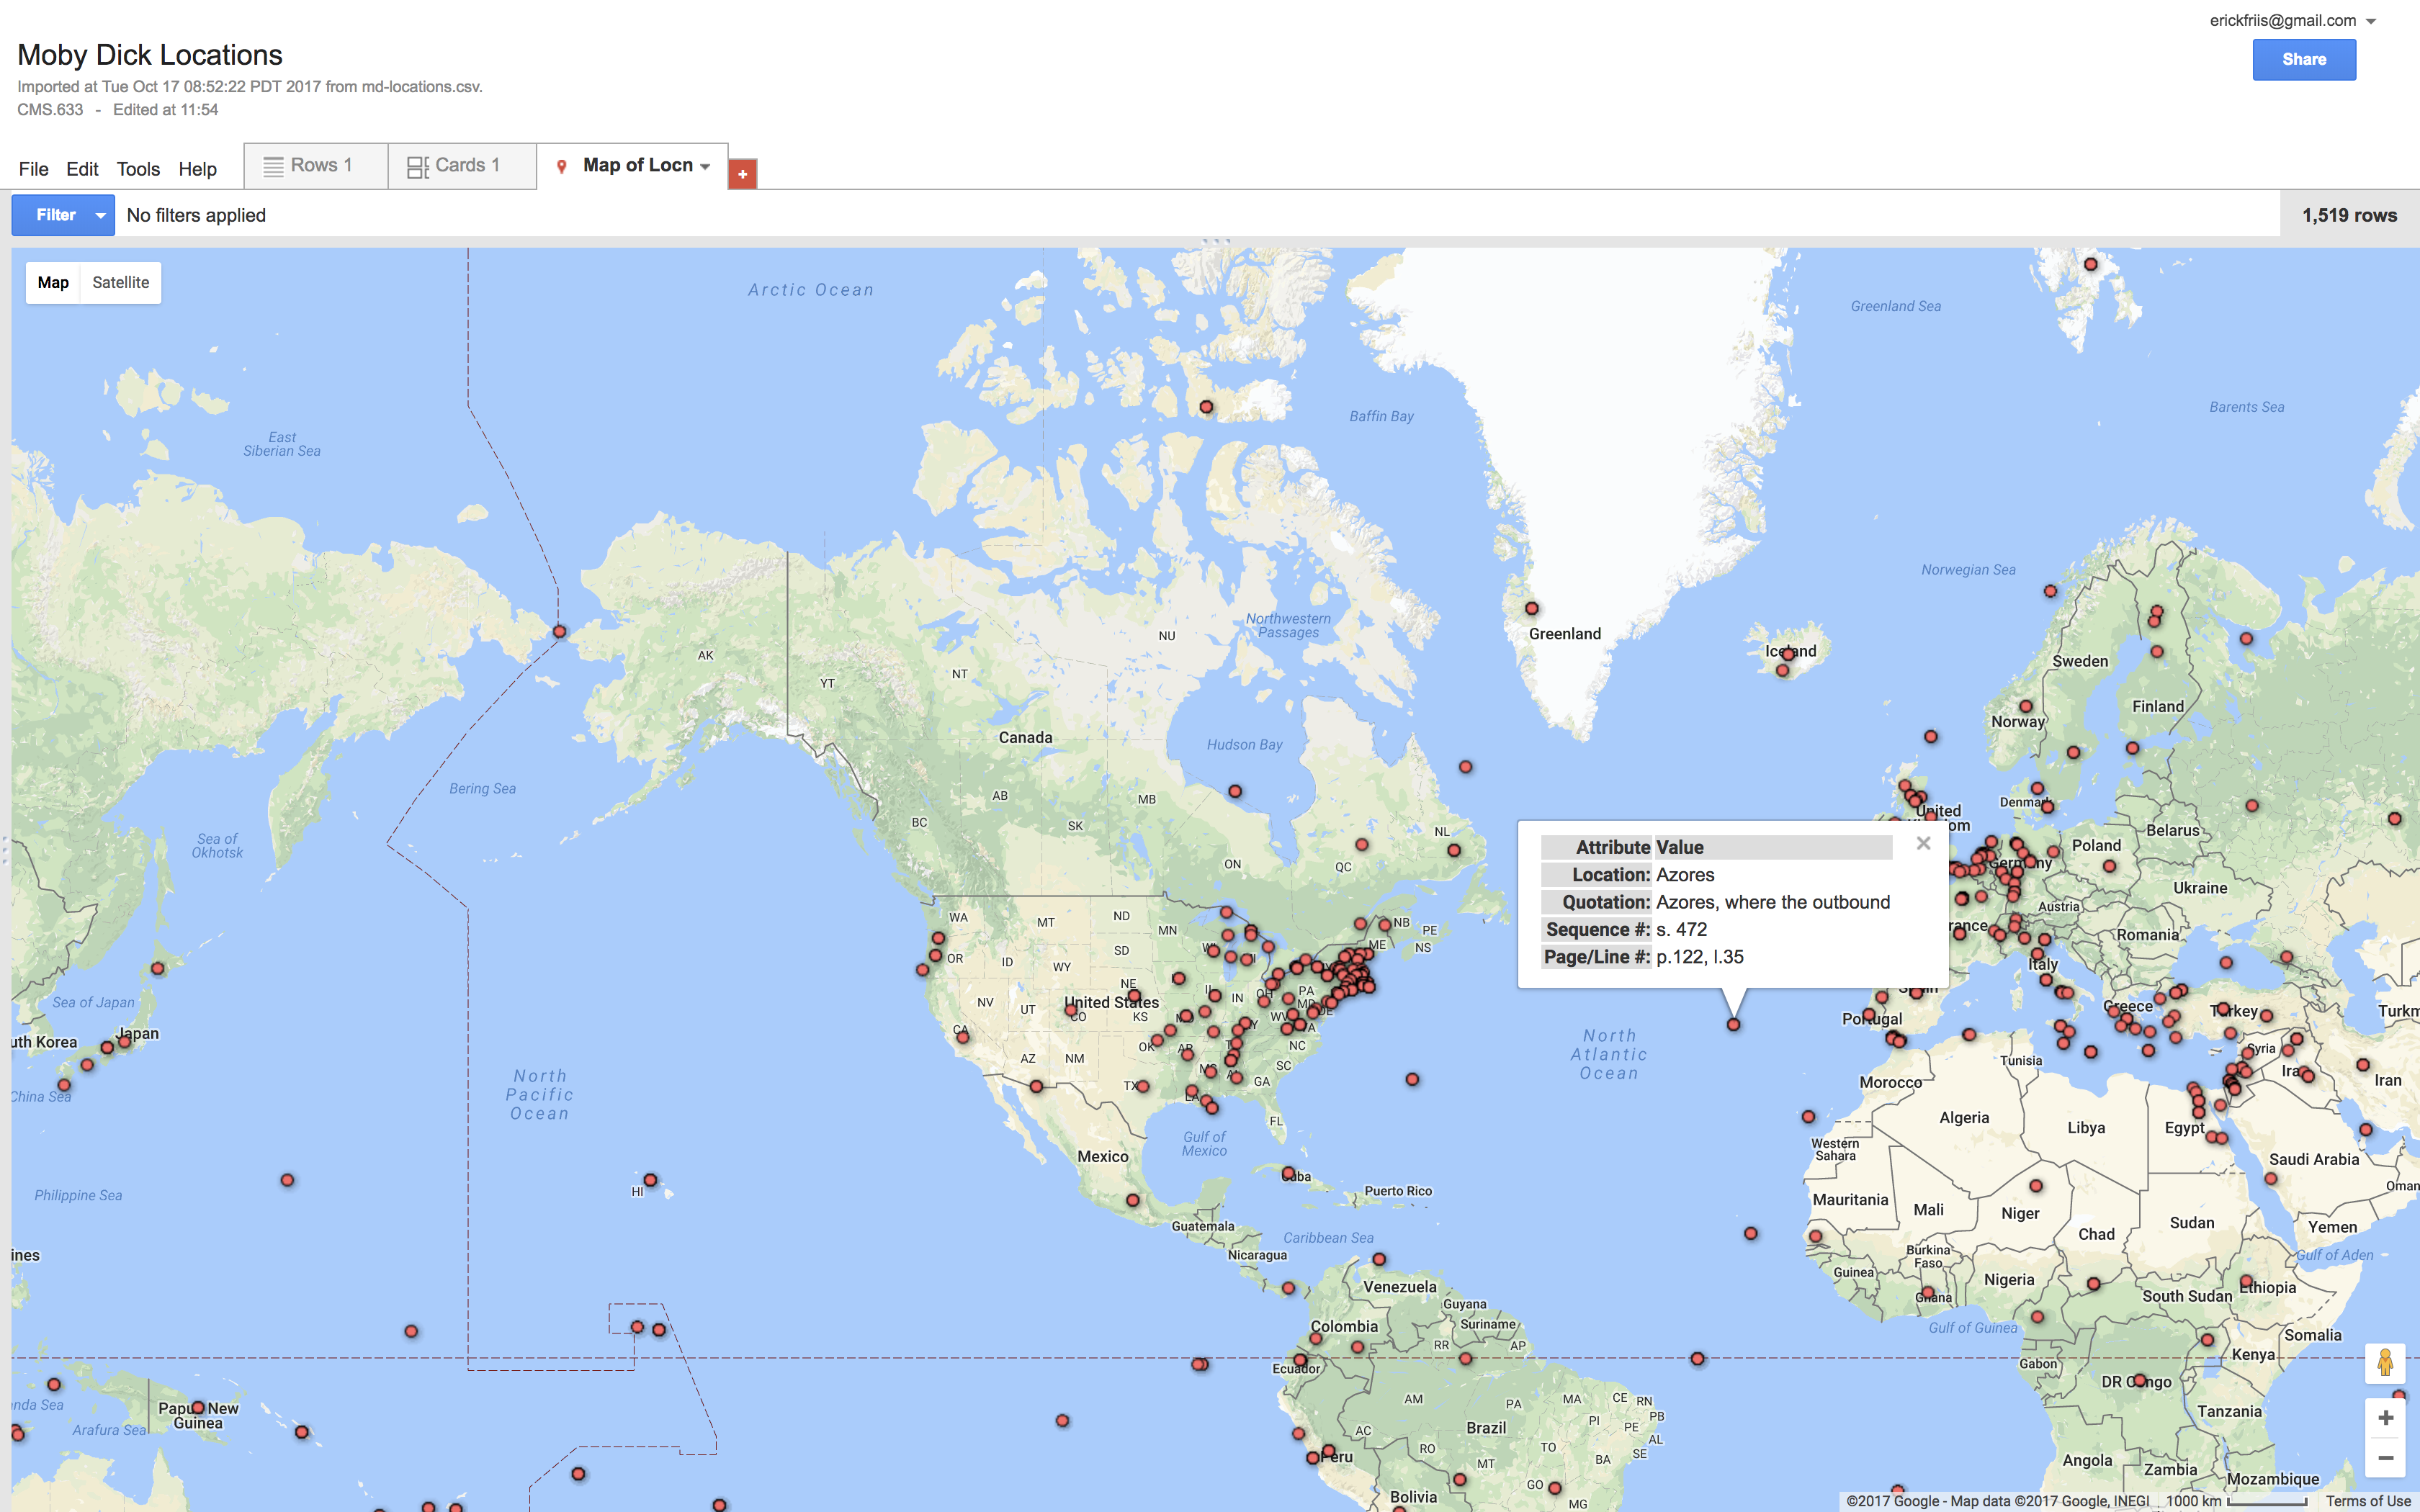 erickfriis@gmail.com
Moby Dick Locations
Share
Imported at Tue Oct 17 08:52:22 PDT 2017 from md-locations.csv.
CMS.633 - Edited at 11:54
File Edit Tools Help Rows 1 Cards 1 Map of Locn +
Filter No filters applied 1,519 rows
Map Satellite
Arctic Ocean
Greenland Sea
Baffin Bay
Barents Sea
East
Siberian Sea
Norwegian Sea
Northwestern
Passages
NU
Greenland
Iceland
AK
NT
YT
Sweden
Finland
Norway
Canada
Hudson Bay
Bering Sea
AB
MB
Denmark
United
BC
SK
Sea of
Okhotsk
NL
Belarus
ON
QC
Poland
Germany
Ukraine
Attribute Value
Location: Azores
Quotation: Azores, where the outbound
Sequence #: s. 472
Page/Line #: p.122, l.35
Austria
WA
MT
ND
MN
NB
PE
ME
NS
Romania
OR
ID
SD
WY
Italy
Sea of Japan
NV
UT
NE
United States
CO
KS
IN
OH
PA
MD
DE
WV
Greece
Turkey
Portugal
Japan
CA
OK
AR
NC
North
Atlantic
Ocean
Syria
Tunisia
AZ
NM
SC
GA
TX
LA
Morocco
Iran
North
Pacific
Ocean
China Sea
FL
Algeria
Libya
Egypt
Gulf of
Mexico
Western
Sahara
Mexico
Cuba
Puerto Rico
Saudi Arabia
Philippine Sea
HI
Mauritania
Mali
Niger
Sudan
Oman
Guatemala
Caribbean Sea
Chad
Yemen
Nicaragua
Burkina
Faso
Gulf of Aden
Guinea
Nigeria
Venezuela
Ghana
South Sudan
Ethiopia
Guyana
Colombia
Suriname
Gulf of Guinea
Somalia
RR
AP
Kenya
Ecuador
Gabon
DR Congo
Papua New
Guinea
AM
PA
MA
CE
RN
PB
PI
PE
AL
SE
Tanzania
Arafura Sea
AC
Brazil
RO
TO
BA
Peru
MT
GO
Angola
Zambia
Mozambique
Bolivia
MG
©2017 Google - Map data ©2017 Google, INEGI 1000 km Terms of Use